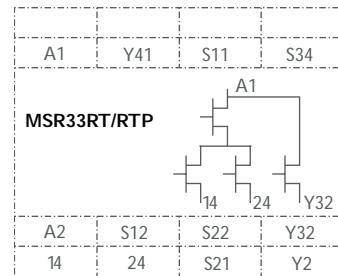 A1 Y41 S11 S34
A1
MSR33RT/RTP
14 24 Y32
A2 S12 S22 Y32
14 24 S21 Y2